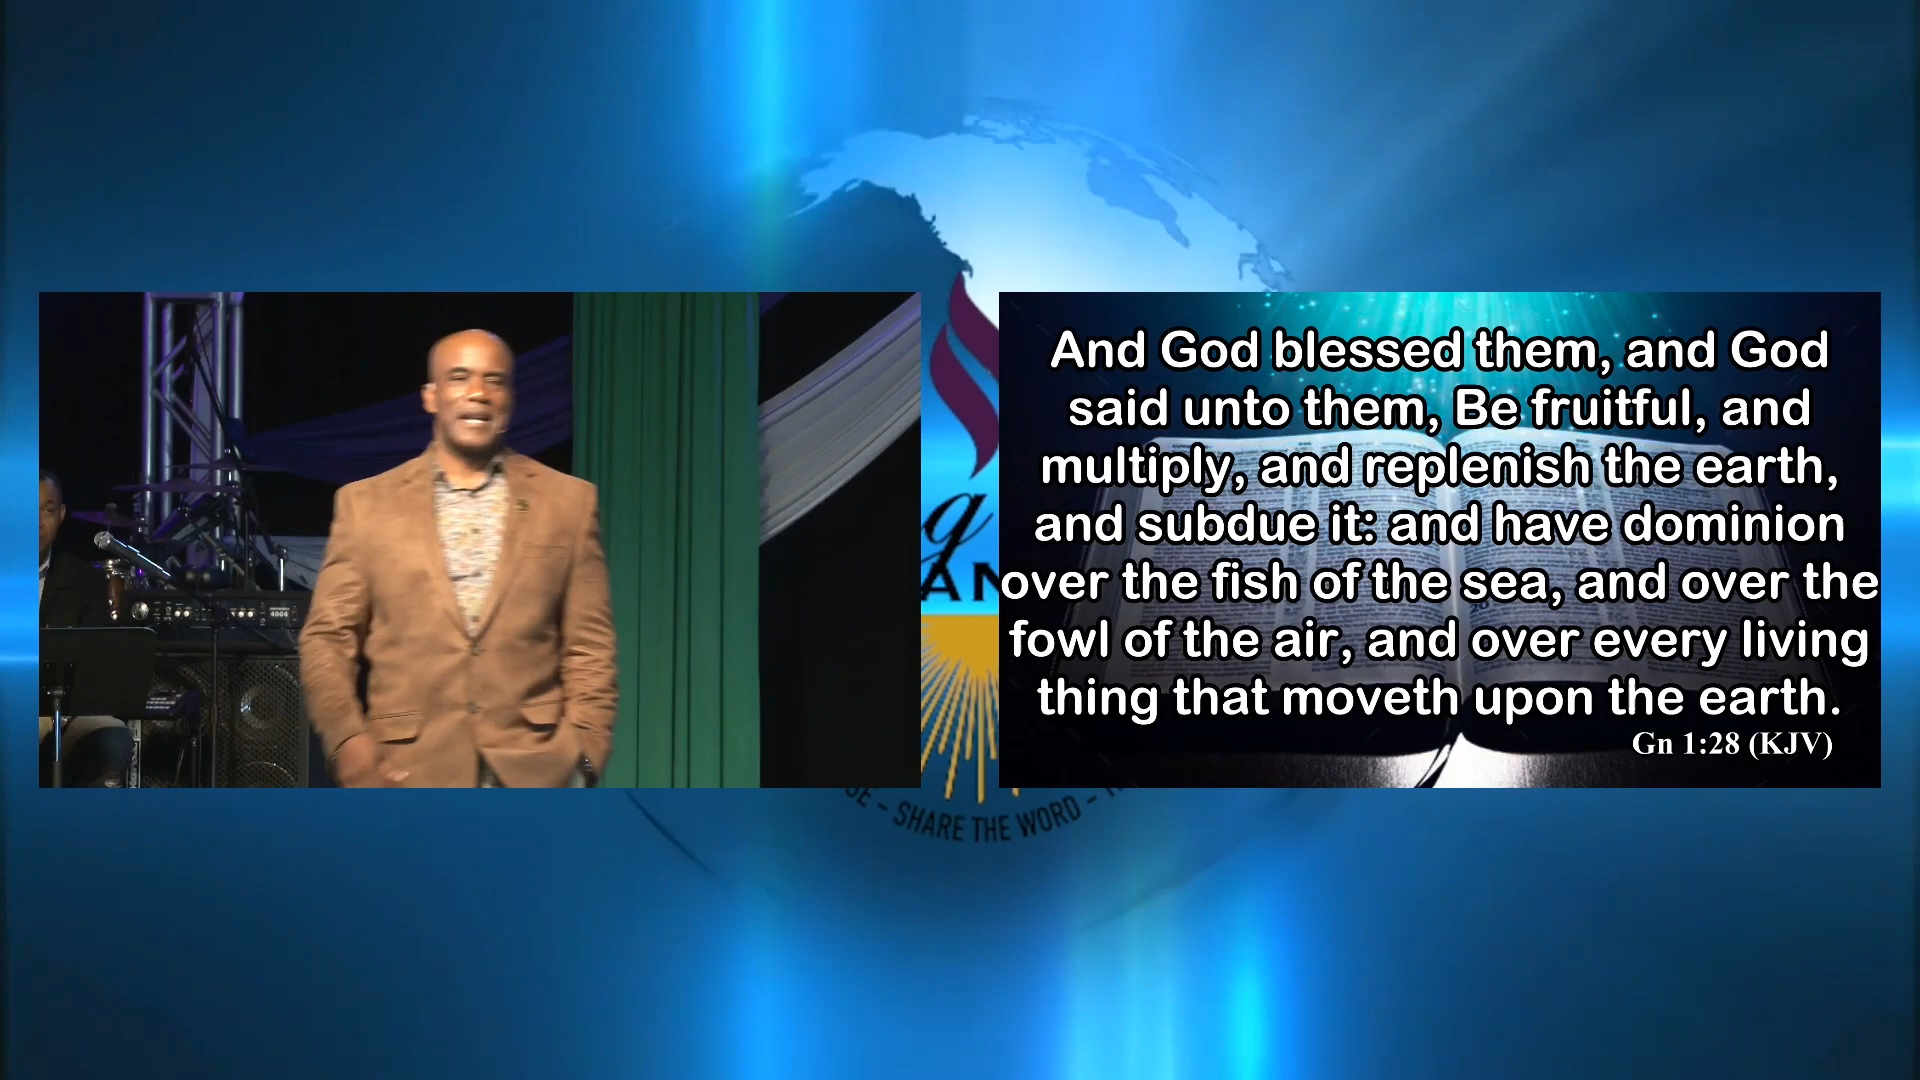 And God blessed them, and God
said unto them, Be fruitful, and
multiply, and replenish the earth,
and subdue it: and have dominion
over the fish of the sea, and over the
fowl of the air, and over every living
thing that moveth upon the earth.
Gn 1:28 (KJV)
SHARE THE WORD